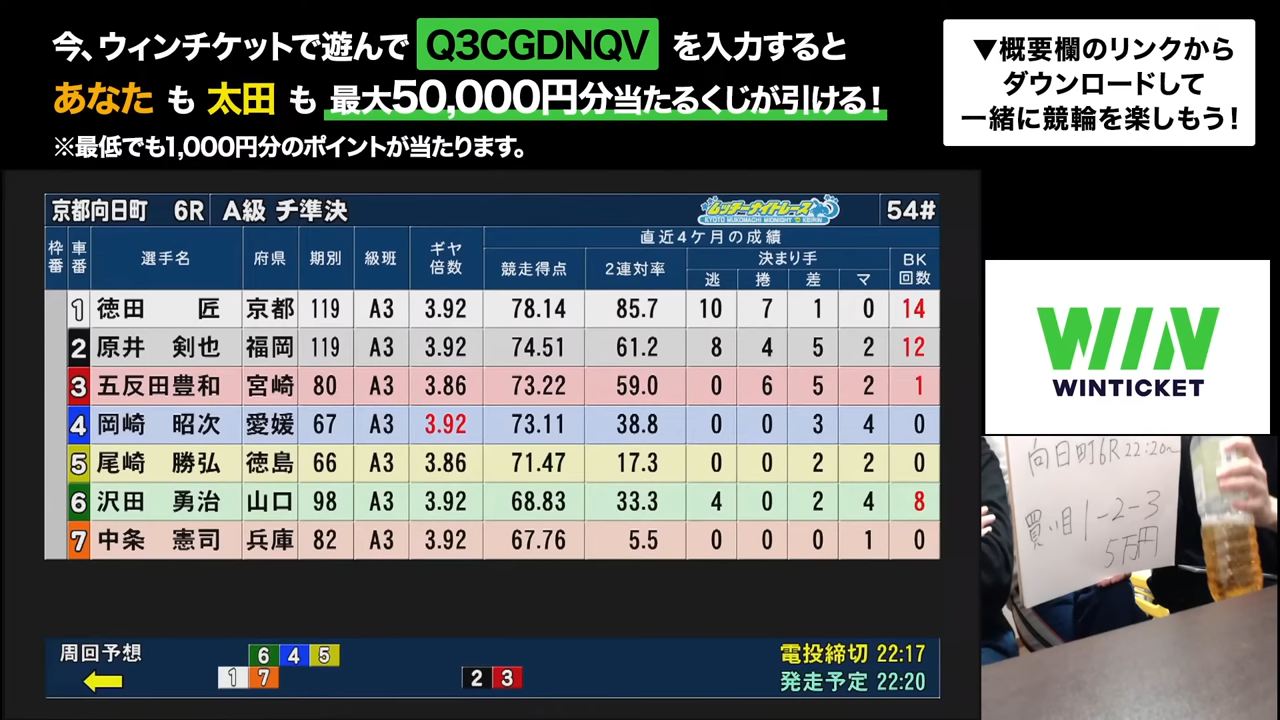 今、ウィンチケットで遊んで Q3CGDNQV を入力すると
あなた も 太田 も 最大50,000円分当たるくじが引ける!
※最低でも1,000円分のポイントが当たります。
▼概要欄のリンクから
ダウンロードして
一緒に競輪を楽しもう!
京都向日町 6R A級 チ準決 ムッチーナイトレース KYOTO MUKOMACHI MIDNIGHT KEIRIN 54#
枠番 車番 選手名 府県 期別 級班 ギヤ倍数 直近4ケ月の成績
競走得点 2連対率 決まり手 BK回数
逃 捲 差 マ
1 徳田 匠 京都 119 A3 3.92 78.14 85.7 10 7 1 0 14
2 原井 剣也 福岡 119 A3 3.92 74.51 61.2 8 4 5 2 12
3 五反田豊和 宮崎 80 A3 3.86 73.22 59.0 0 6 5 2 1
4 岡崎 昭次 愛媛 67 A3 3.92 73.11 38.8 0 0 3 4 0
5 尾崎 勝弘 徳島 66 A3 3.86 71.47 17.3 0 0 2 2 0
6 沢田 勇治 山口 98 A3 3.92 68.83 33.3 4 0 2 4 8
7 中条 憲司 兵庫 82 A3 3.92 67.76 5.5 0 0 0 1 0
周回予想 6 4 5
1 7 2 3
電投締切 22:17
発走予定 22:20
WIN
WINTICKET
向日町6R 22:20
買い目 1-2-3
5万円